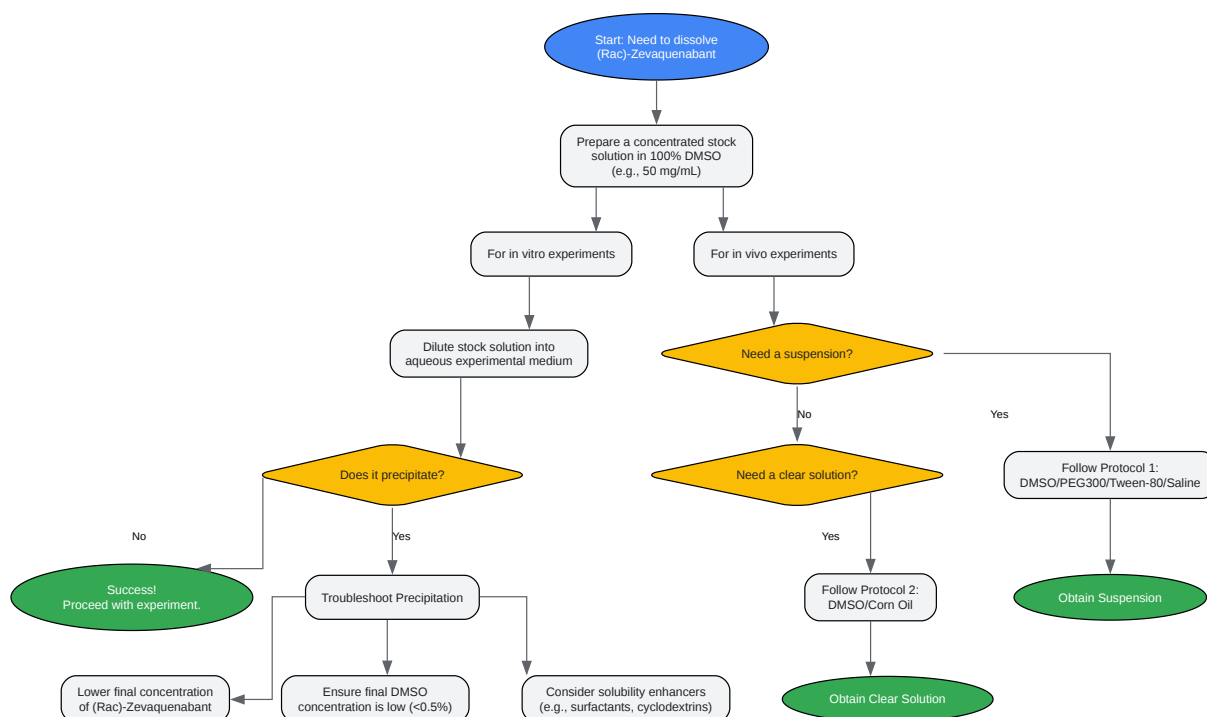 Start: Need to dissolve
(Rac)-Zevaquenabant
Prepare a concentrated stock
solution in 100% DMSO
(e.g., 50 mg/mL)
For in vitro experiments
For in vivo experiments
Dilute stock solution into
aqueous experimental medium
Need a suspension?
No
Yes
Does it precipitate?
Need a clear solution?
Follow Protocol 1:
DMSO/PEG300/Tween-80/Saline
No
Yes
Yes
Success!
Proceed with experiment.
Troubleshoot Precipitation
Follow Protocol 2:
DMSO/Corn Oil
Obtain Suspension
Lower final concentration
of (Rac)-Zevaquenabant
Ensure final DMSO
concentration is low (<0.5%)
Consider solubility enhancers
(e.g., surfactants, cyclodextrins)
Obtain Clear Solution